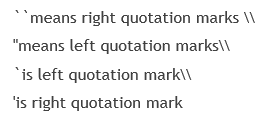 ``means right quotation marks \\
"means left quotation marks\\
`is left quotation mark\\
'is right quotation mark